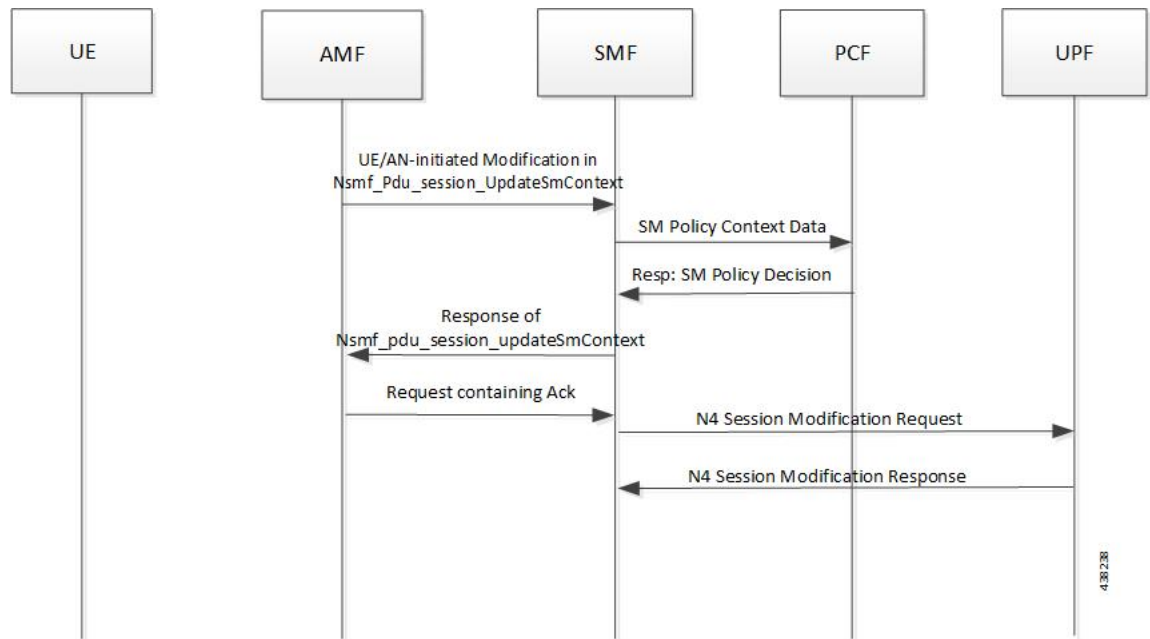 UE
AMF
SMF
PCF
UPF
UE/AN-initiated Modification in
Nsmf_Pdu_session_UpdateSmContext
SM Policy Context Data
Resp: SM Policy Decision
Response of
Nsmf_pdu_session_updateSmContext
Request containing Ack
N4 Session Modification Request
N4 Session Modification Response
438238